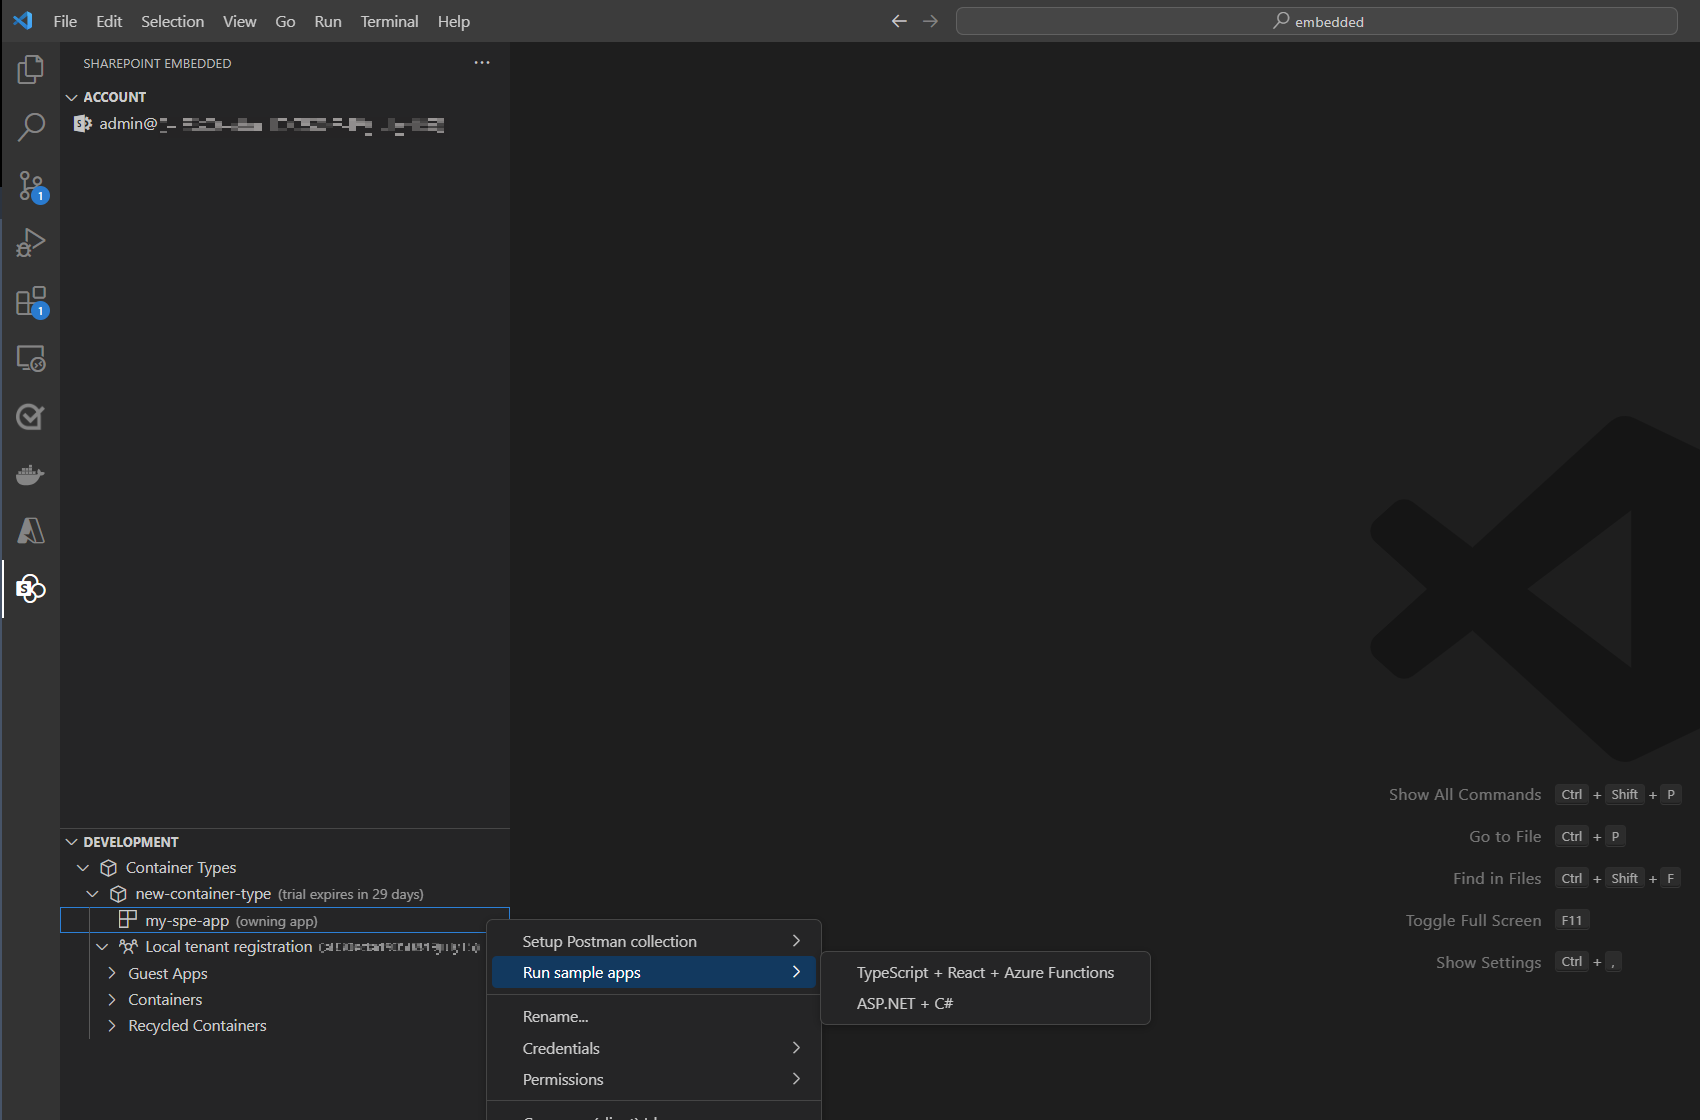 File Edit Selection View Go Run Terminal Help
embedded
SHAREPOINT EMBEDDED
ACCOUNT
admin@
1
1
DEVELOPMENT
Container Types
new-container-type (trial expires in 29 days)
my-spe-app (owning app)
Local tenant registration
Guest Apps
Containers
Recycled Containers
Setup Postman collection
Run sample apps
Rename...
Credentials
Permissions
TypeScript + React + Azure Functions
ASP.NET + C#
Show All Commands Ctrl + Shift + P
Go to File Ctrl + P
Find in Files Ctrl + Shift + F
Toggle Full Screen F11
Show Settings Ctrl + ,